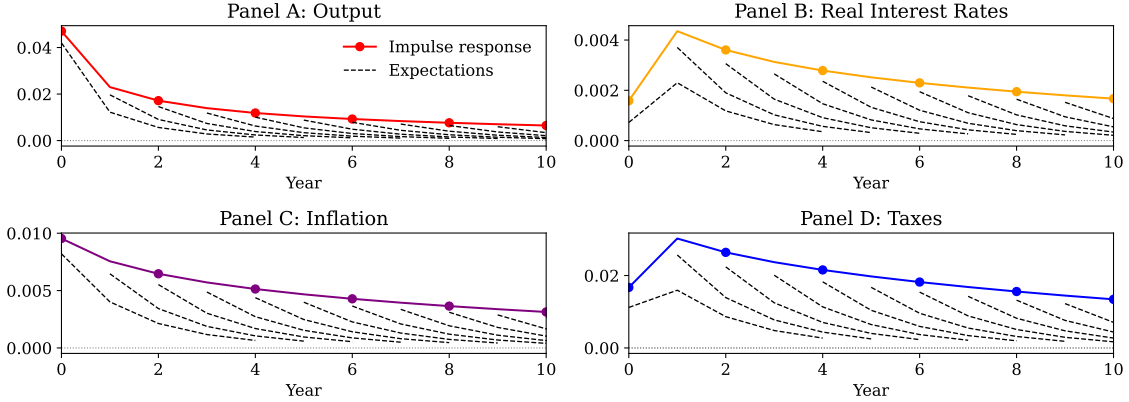 Panel A: Output
0.04
0.02
0.00
Impulse response
Expectations
0 2 4 6 8 10
Year
Panel B: Real Interest Rates
0.004
0.002
0.000
0 2 4 6 8 10
Year
Panel C: Inflation
0.010
0.005
0.000
0 2 4 6 8 10
Year
Panel D: Taxes
0.02
0.00
0 2 4 6 8 10
Year